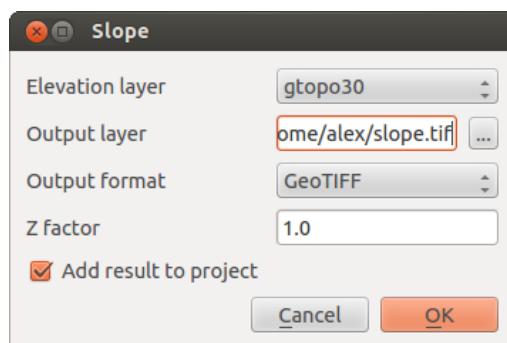 Slope
Elevation layer gtopo30
Output layer ome/alex/slope.tif ...
Output format GeoTIFF
Z factor 1.0
Add result to project
Cancel OK